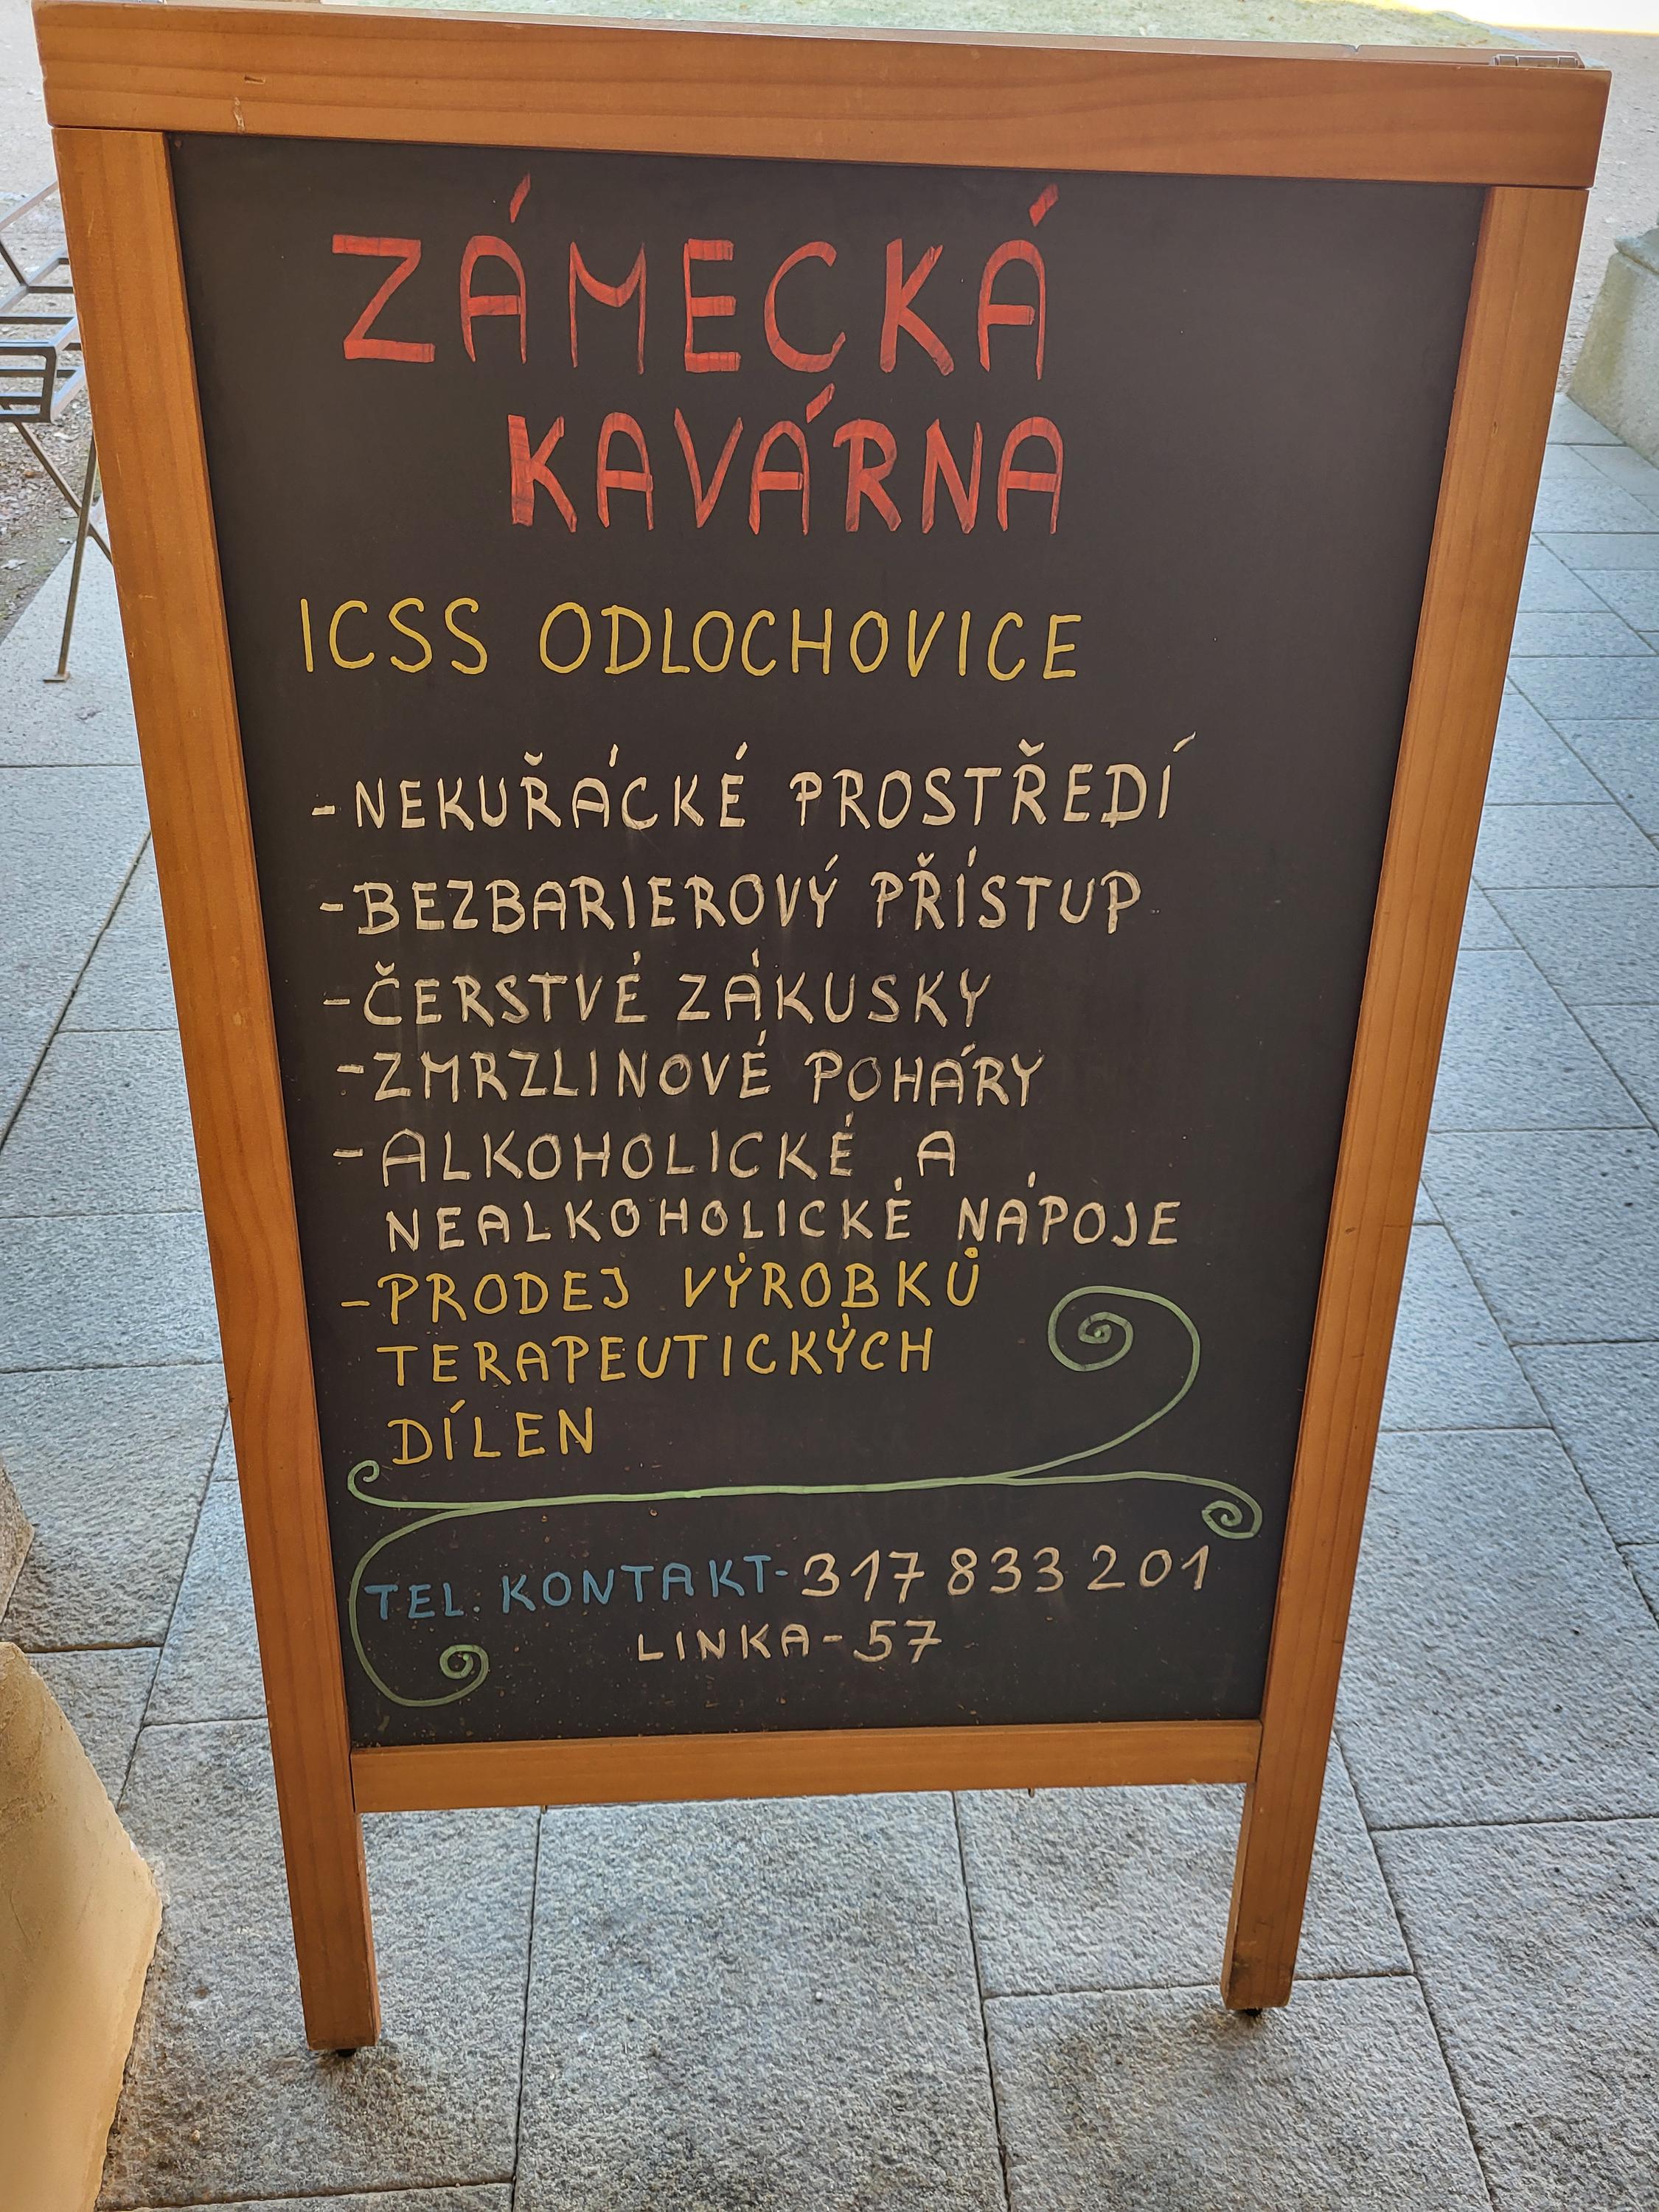 ZÁMECKÁ
KAVÁRNA
ICSS ODLOCHOVICE
-NEKUŘÁCKÉ PROSTŘEDÍ
-BEZBARIEROVÝ PŘÍSTUP
-ČERSTVÉ ZÁKUSKY
-ZMRZLINOVÉ POHÁRY
-ALKOHOLICKÉ A
NEALKOHOLICKÉ NÁPOJE
-PRODEJ VÝROBKŮ
TERAPEUTICKÝCH
DÍLEN
TEL. KONTAKT-317 833 201
LINKA-57